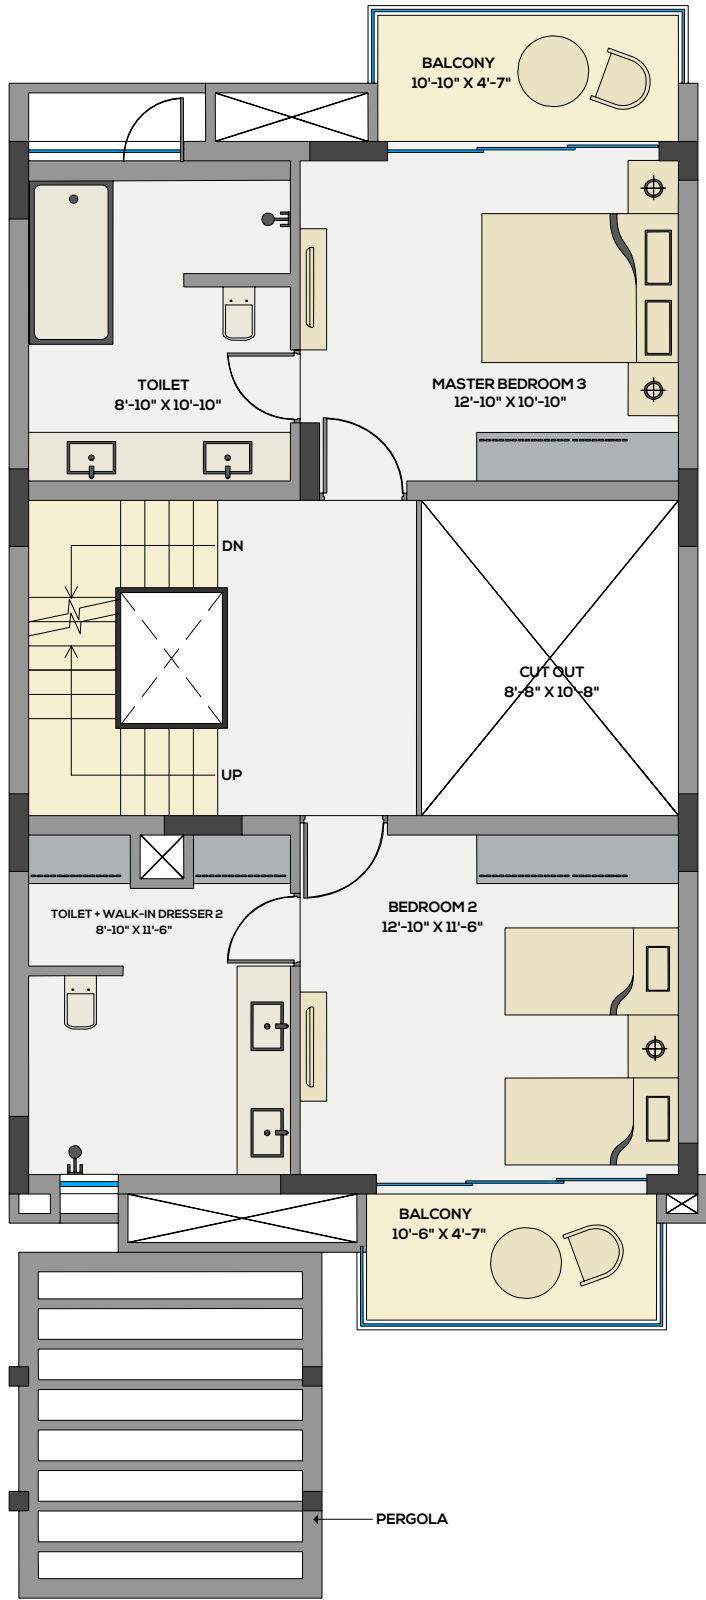 BALCONY
10'-10" X 4'-7"
TOILET
8'-10" X 10'-10"
MASTER BEDROOM 3
12'-10" X 10'-10"
DN
CUT OUT
8'-8" X 10'-8"
UP
TOILET + WALK-IN DRESSER 2
8'-10" X 11'-6"
BEDROOM 2
12'-10" X 11'-6"
BALCONY
10'-6" X 4'-7"
PERGOLA